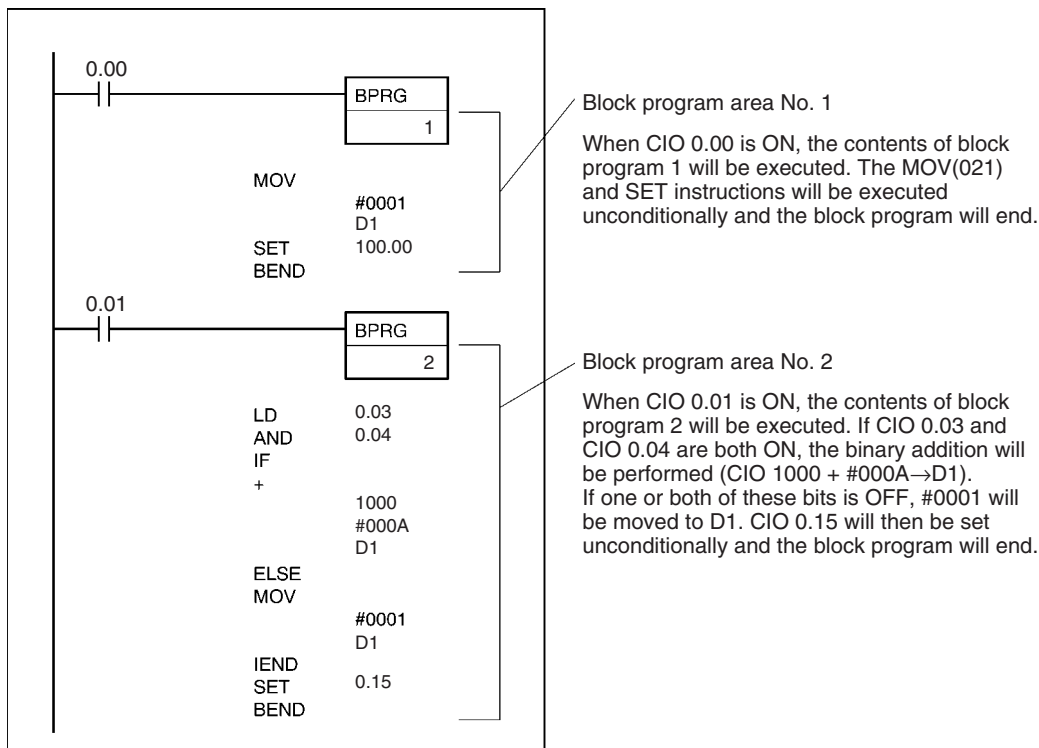 0.00
BPRG
1
MOV
#0001
D1
SET 100.00
BEND
Block program area No. 1
When CIO 0.00 is ON, the contents of block
program 1 will be executed. The MOV(021)
and SET instructions will be executed
unconditionally and the block program will end.
0.01
BPRG
2
LD 0.03
AND 0.04
IF
+
1000
#000A
D1
ELSE
MOV
#0001
D1
IEND
SET 0.15
BEND
Block program area No. 2
When CIO 0.01 is ON, the contents of block
program 2 will be executed. If CIO 0.03 and
CIO 0.04 are both ON, the binary addition will
be performed (CIO 1000 + #000A→D1).
If one or both of these bits is OFF, #0001 will
be moved to D1. CIO 0.15 will then be set
unconditionally and the block program will end.